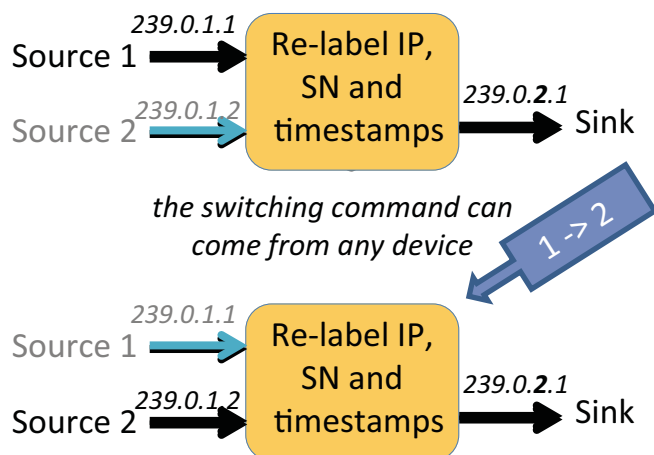 239.0.1.1
Source 1
Re-label IP,
SN and
timestamps
239.0.1.2
Source 2
239.0.2.1
Sink
the switching command can
come from any device
1 -> 2
239.0.1.1
Source 1
Re-label IP,
SN and
timestamps
239.0.1.2
Source 2
239.0.2.1
Sink